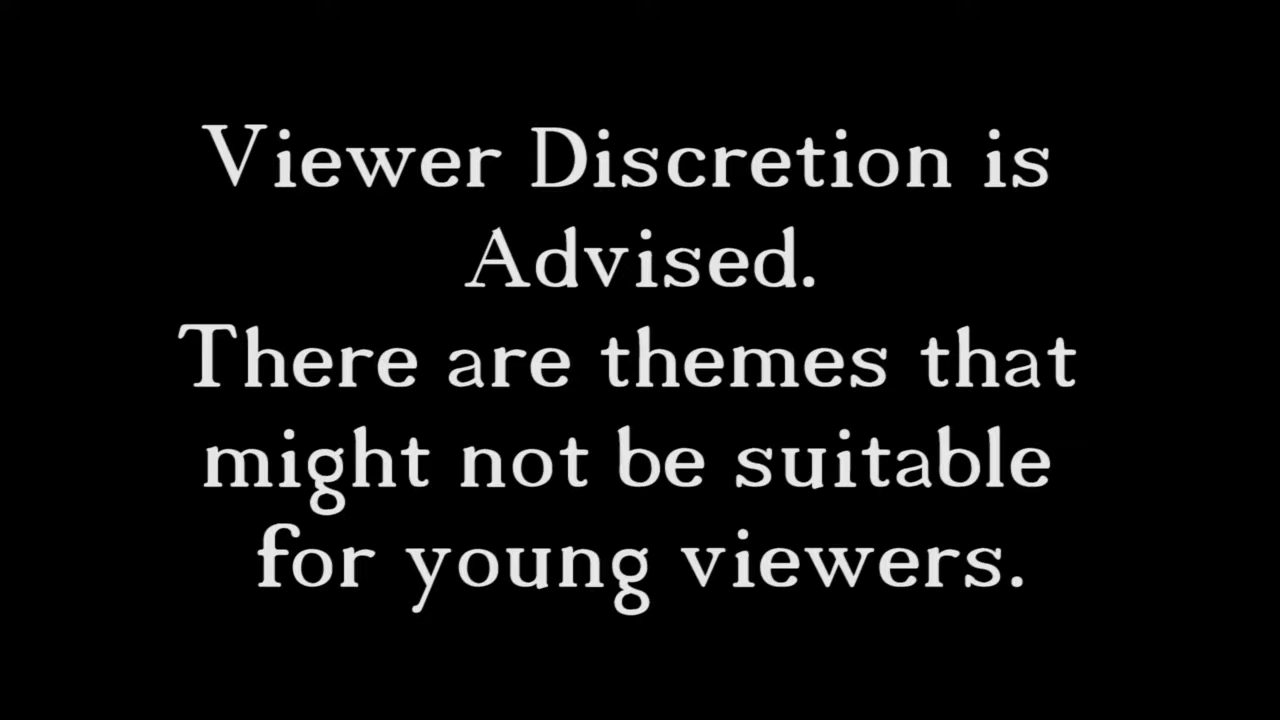 Viewer Discretion is
Advised.
There are themes that
might not be suitable
for young viewers.